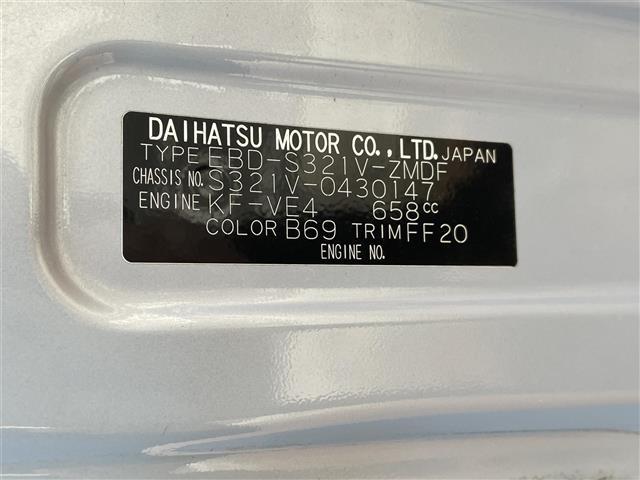 DAIHATSU MOTOR CO., LTD. JAPAN
TYPE EBD-S321V-ZMDF
CHASSIS NO. S321V-0430147
ENGINE KF-VE4 658cc
COLOR B69 TRIM FF20
ENGINE NO.